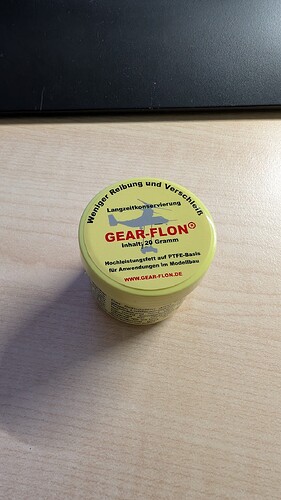 Weniger Reibung und Verschleiß
Langzeitkonservierung
GEAR-FLON®
Inhalt: 20 Gramm
Hochleistungsfett auf PTFE-Basis
für Anwendungen im Modellbau
WWW.GEAR-FLON.DE